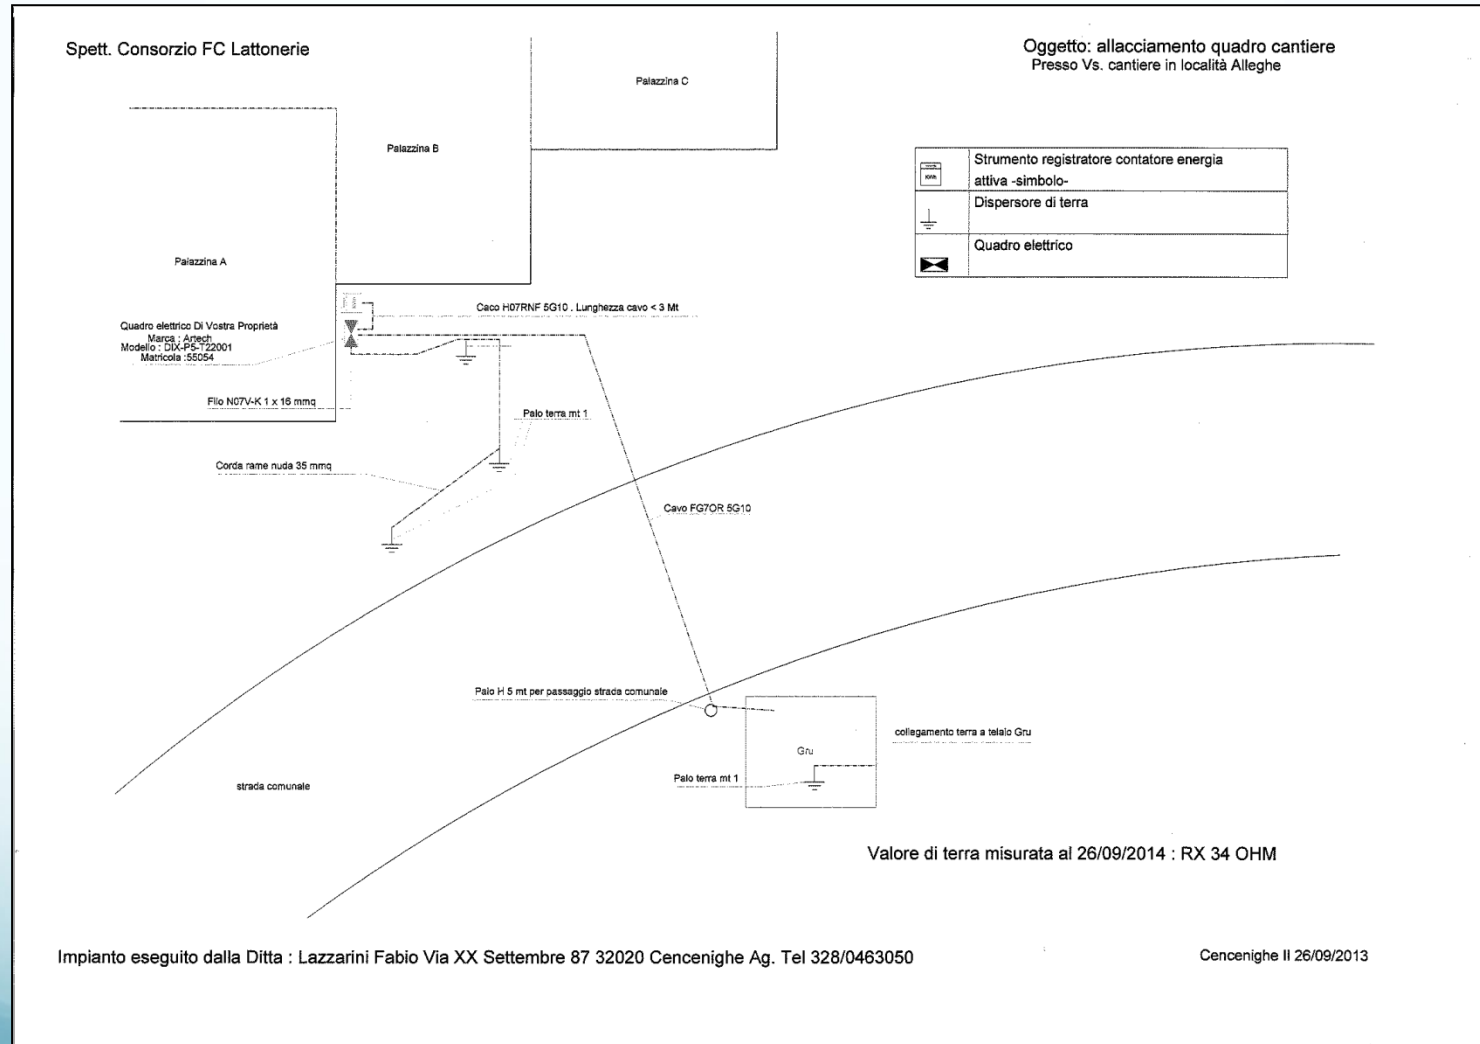 Spett. Consorzio FC Lattonerie
Oggetto: allacciamento quadro cantiere
Presso Vs. cantiere in località Alleghe
Palazzina C
Palazzina B
Palazzina A
Strumento registratore contatore energia
attiva -simbolo-
Dispersore di terra
Quadro elettrico
Caco H07RNF 5G10 . Lunghezza cavo < 3 Mt
Quadro elettrico Di Vostra Proprietà
Marca : Artech
Modello : DIX-P5-T22001
Matricola :55054
Filo N07V-K 1 x 16 mmq
Palo terra mt 1
Corda rame nuda 35 mmq
Cavo FG7OR 5G10
Palo H 5 mt per passaggio strada comunale
collegamento terra a telaio Gru
Gru
Palo terra mt 1
strada comunale
Valore di terra misurata al 26/09/2014 : RX 34 OHM
Impianto eseguito dalla Ditta : Lazzarini Fabio Via XX Settembre 87 32020 Cencenighe Ag. Tel 328/0463050
Cencenighe II 26/09/2013